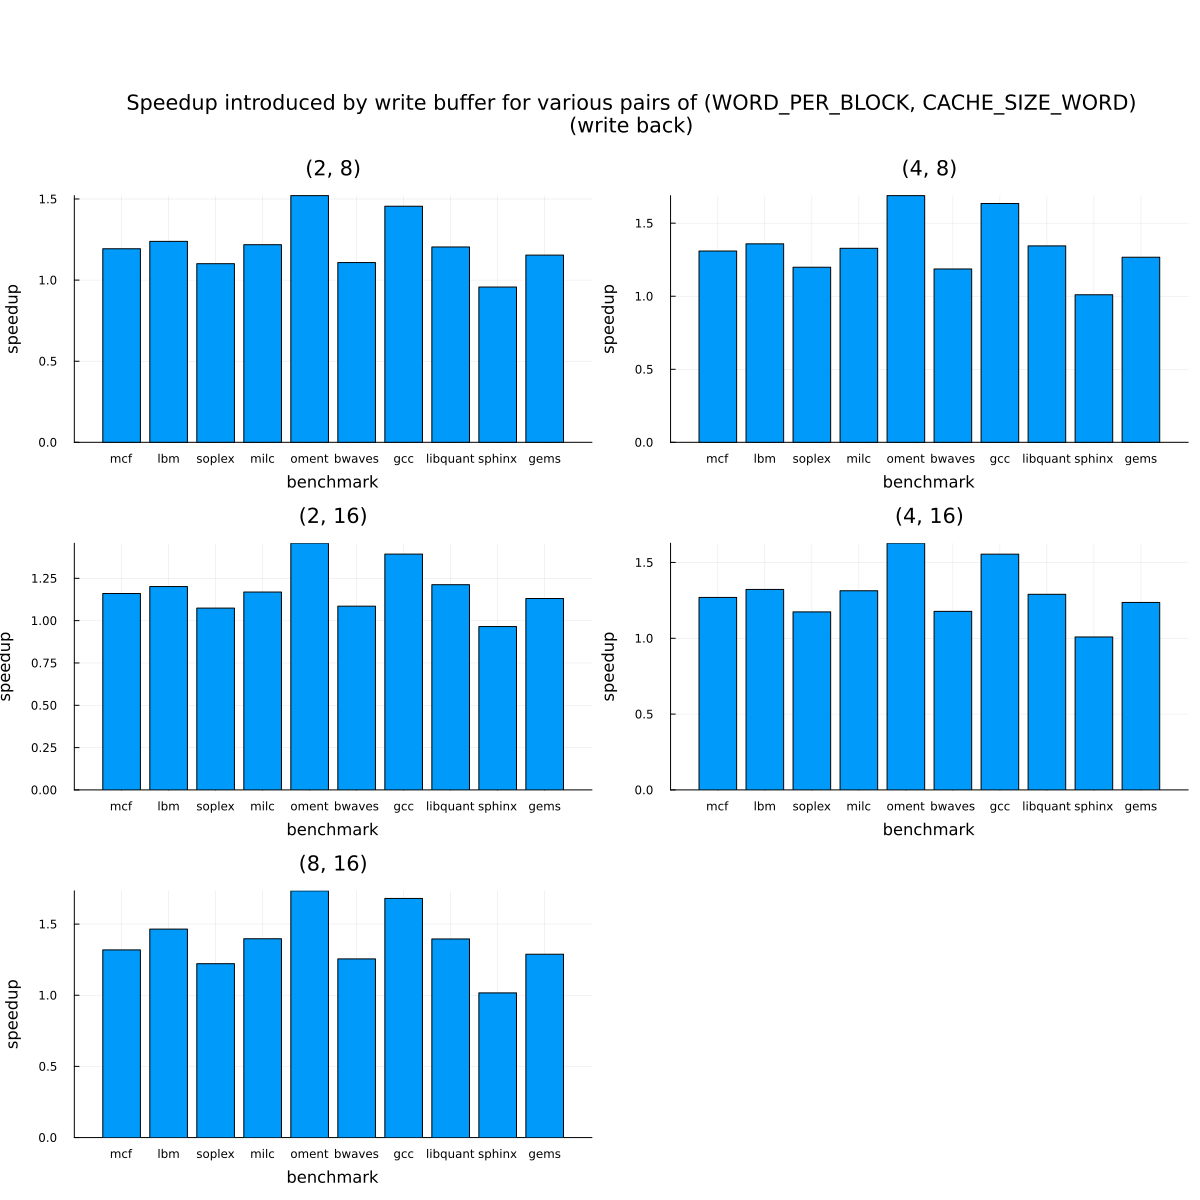 Speedup introduced by write buffer for various pairs of (WORD_PER_BLOCK, CACHE_SIZE_WORD)
(write back)
(2, 8)
speedup
1.5
1.0
0.5
0.0
mcf lbm soplex milc oment bwaves gcc libquant sphinx gems
benchmark
(4, 8)
speedup
1.5
1.0
0.5
0.0
mcf lbm soplex milc oment bwaves gcc libquant sphinx gems
benchmark
(2, 16)
speedup
1.25
1.00
0.75
0.50
0.25
0.00
mcf lbm soplex milc oment bwaves gcc libquant sphinx gems
benchmark
(4, 16)
speedup
1.5
1.0
0.5
0.0
mcf lbm soplex milc oment bwaves gcc libquant sphinx gems
benchmark
(8, 16)
speedup
1.5
1.0
0.5
0.0
mcf lbm soplex milc oment bwaves gcc libquant sphinx gems
benchmark